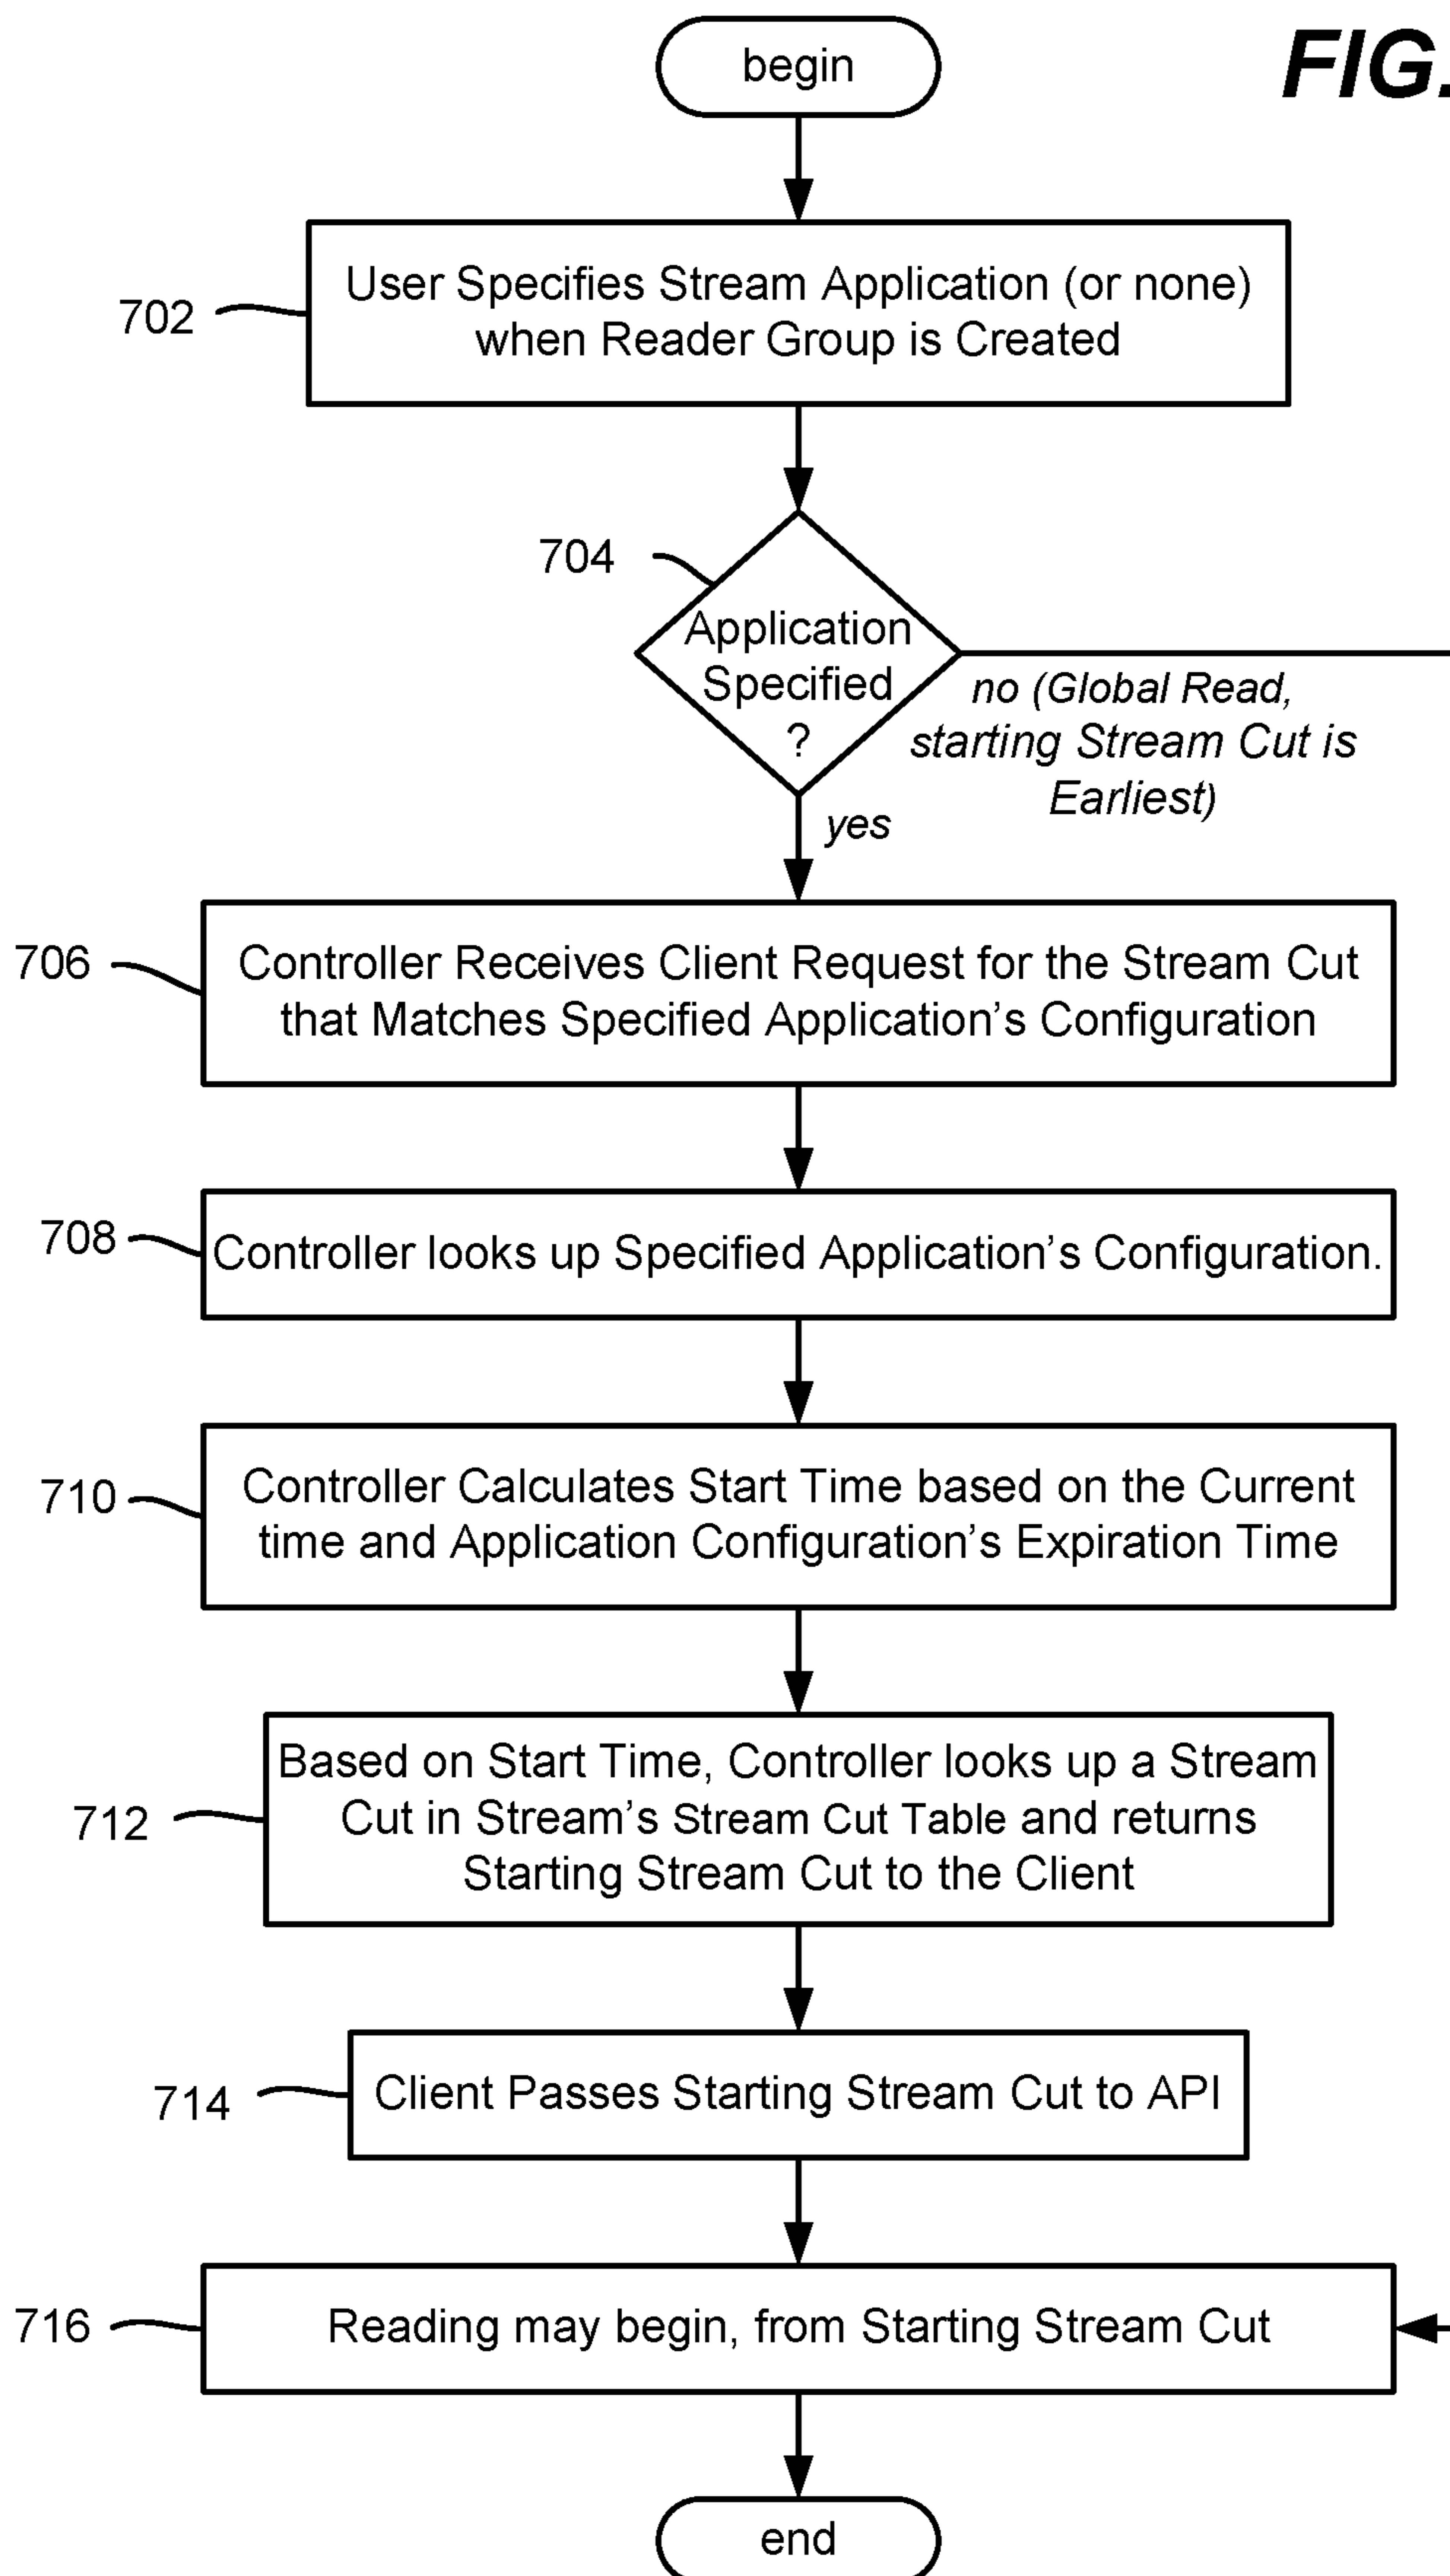 begin
FIG.
User Specifies Stream Application (or none)
when Reader Group is Created
702
704
Application
Specified
?
no (Global Read,
starting Stream Cut is
Earliest)
yes
706
Controller Receives Client Request for the Stream Cut
that Matches Specified Application's Configuration
708
Controller looks up Specified Application's Configuration.
710
Controller Calculates Start Time based on the Current
time and Application Configuration's Expiration Time
712
Based on Start Time, Controller looks up a Stream
Cut in Stream's Stream Cut Table and returns
Starting Stream Cut to the Client
714
Client Passes Starting Stream Cut to API
716
Reading may begin, from Starting Stream Cut
end